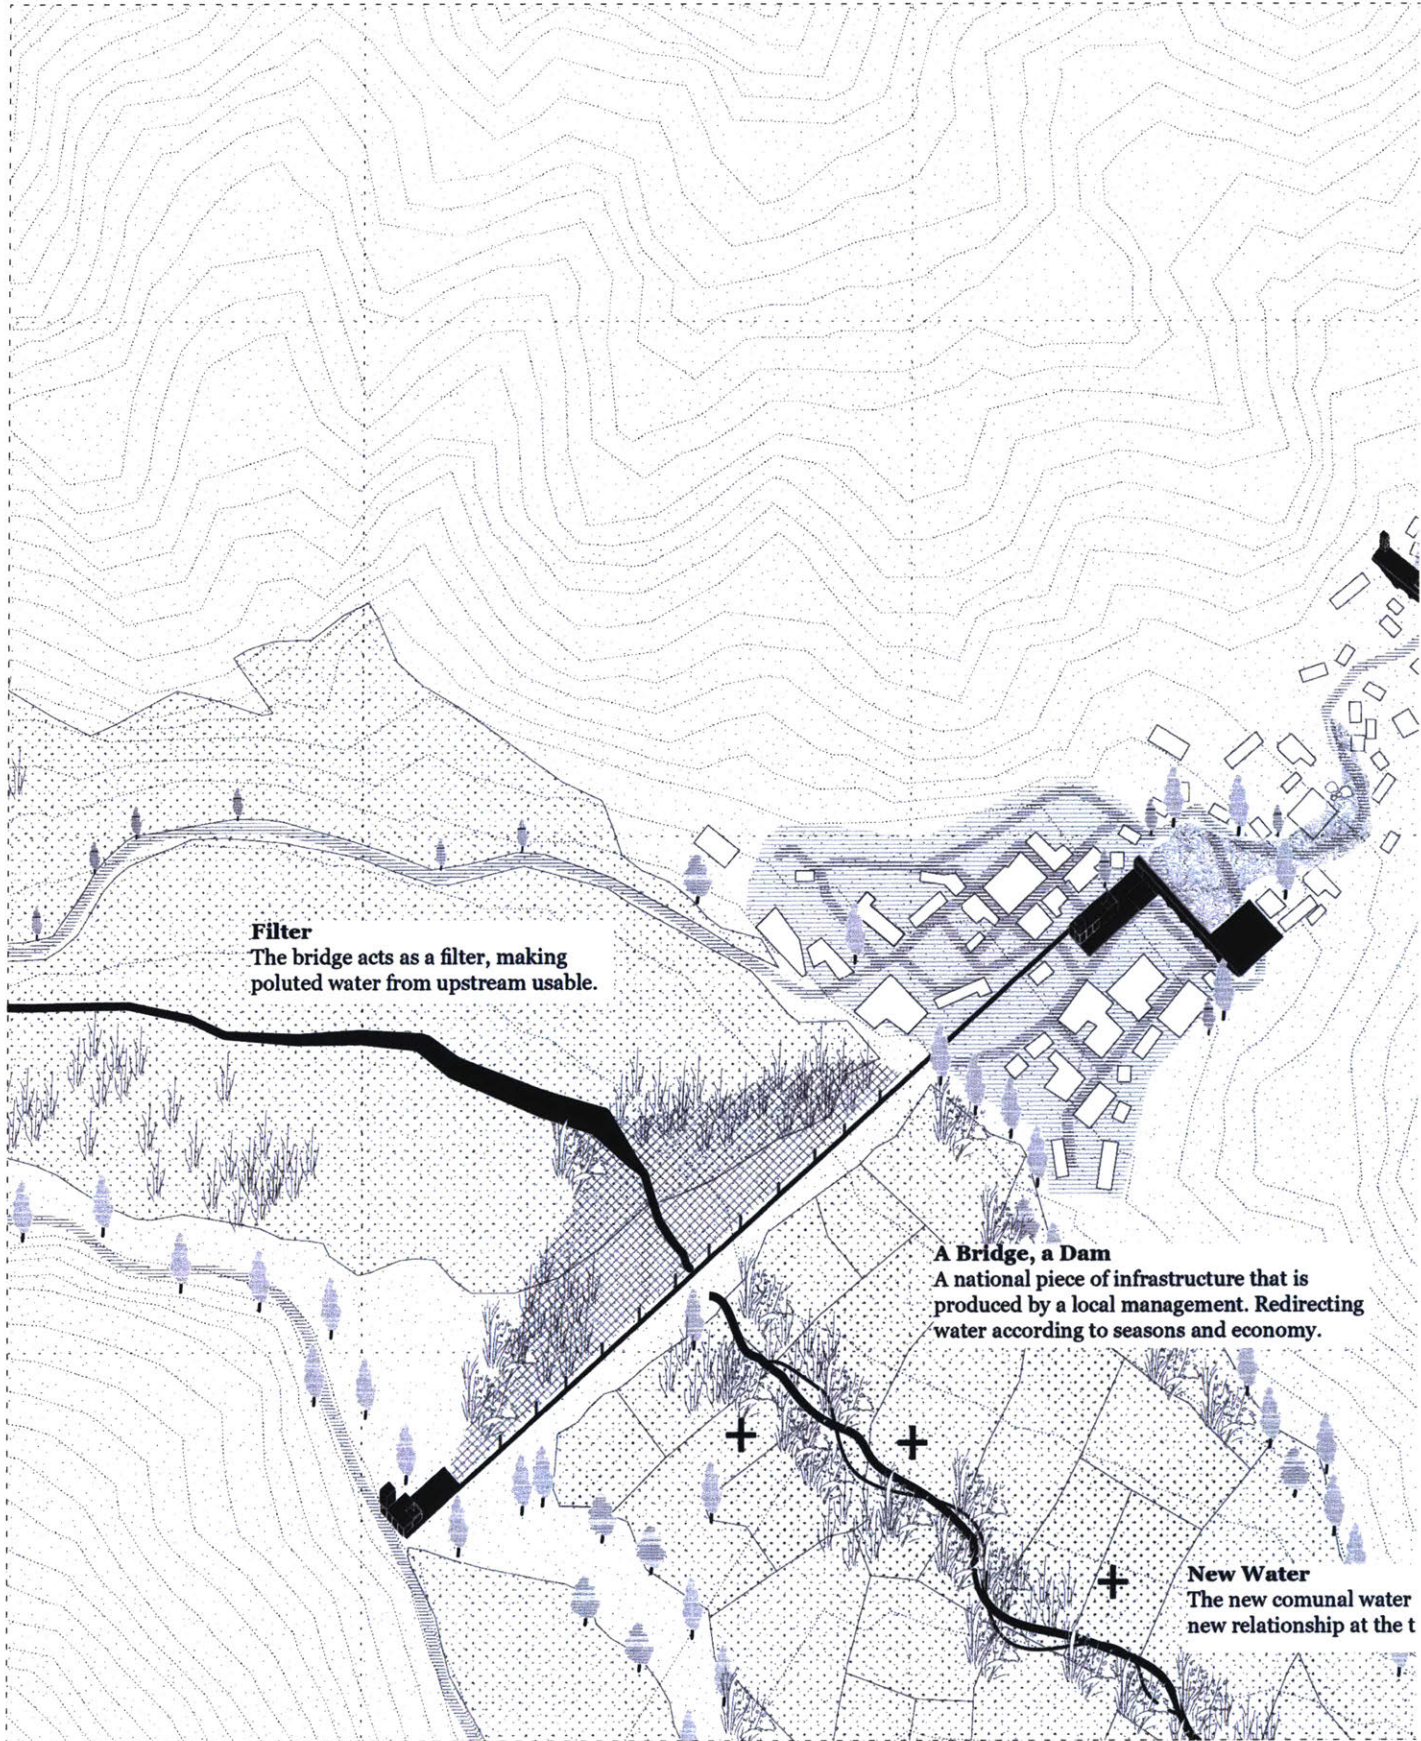 Filter
The bridge acts as a filter, making
poluted water from upstream usable.
A Bridge, a Dam
A national piece of infrastructure that is
produced by a local management. Redirecting
water according to seasons and economy.
New Water
The new comunal water
new relationship at the t